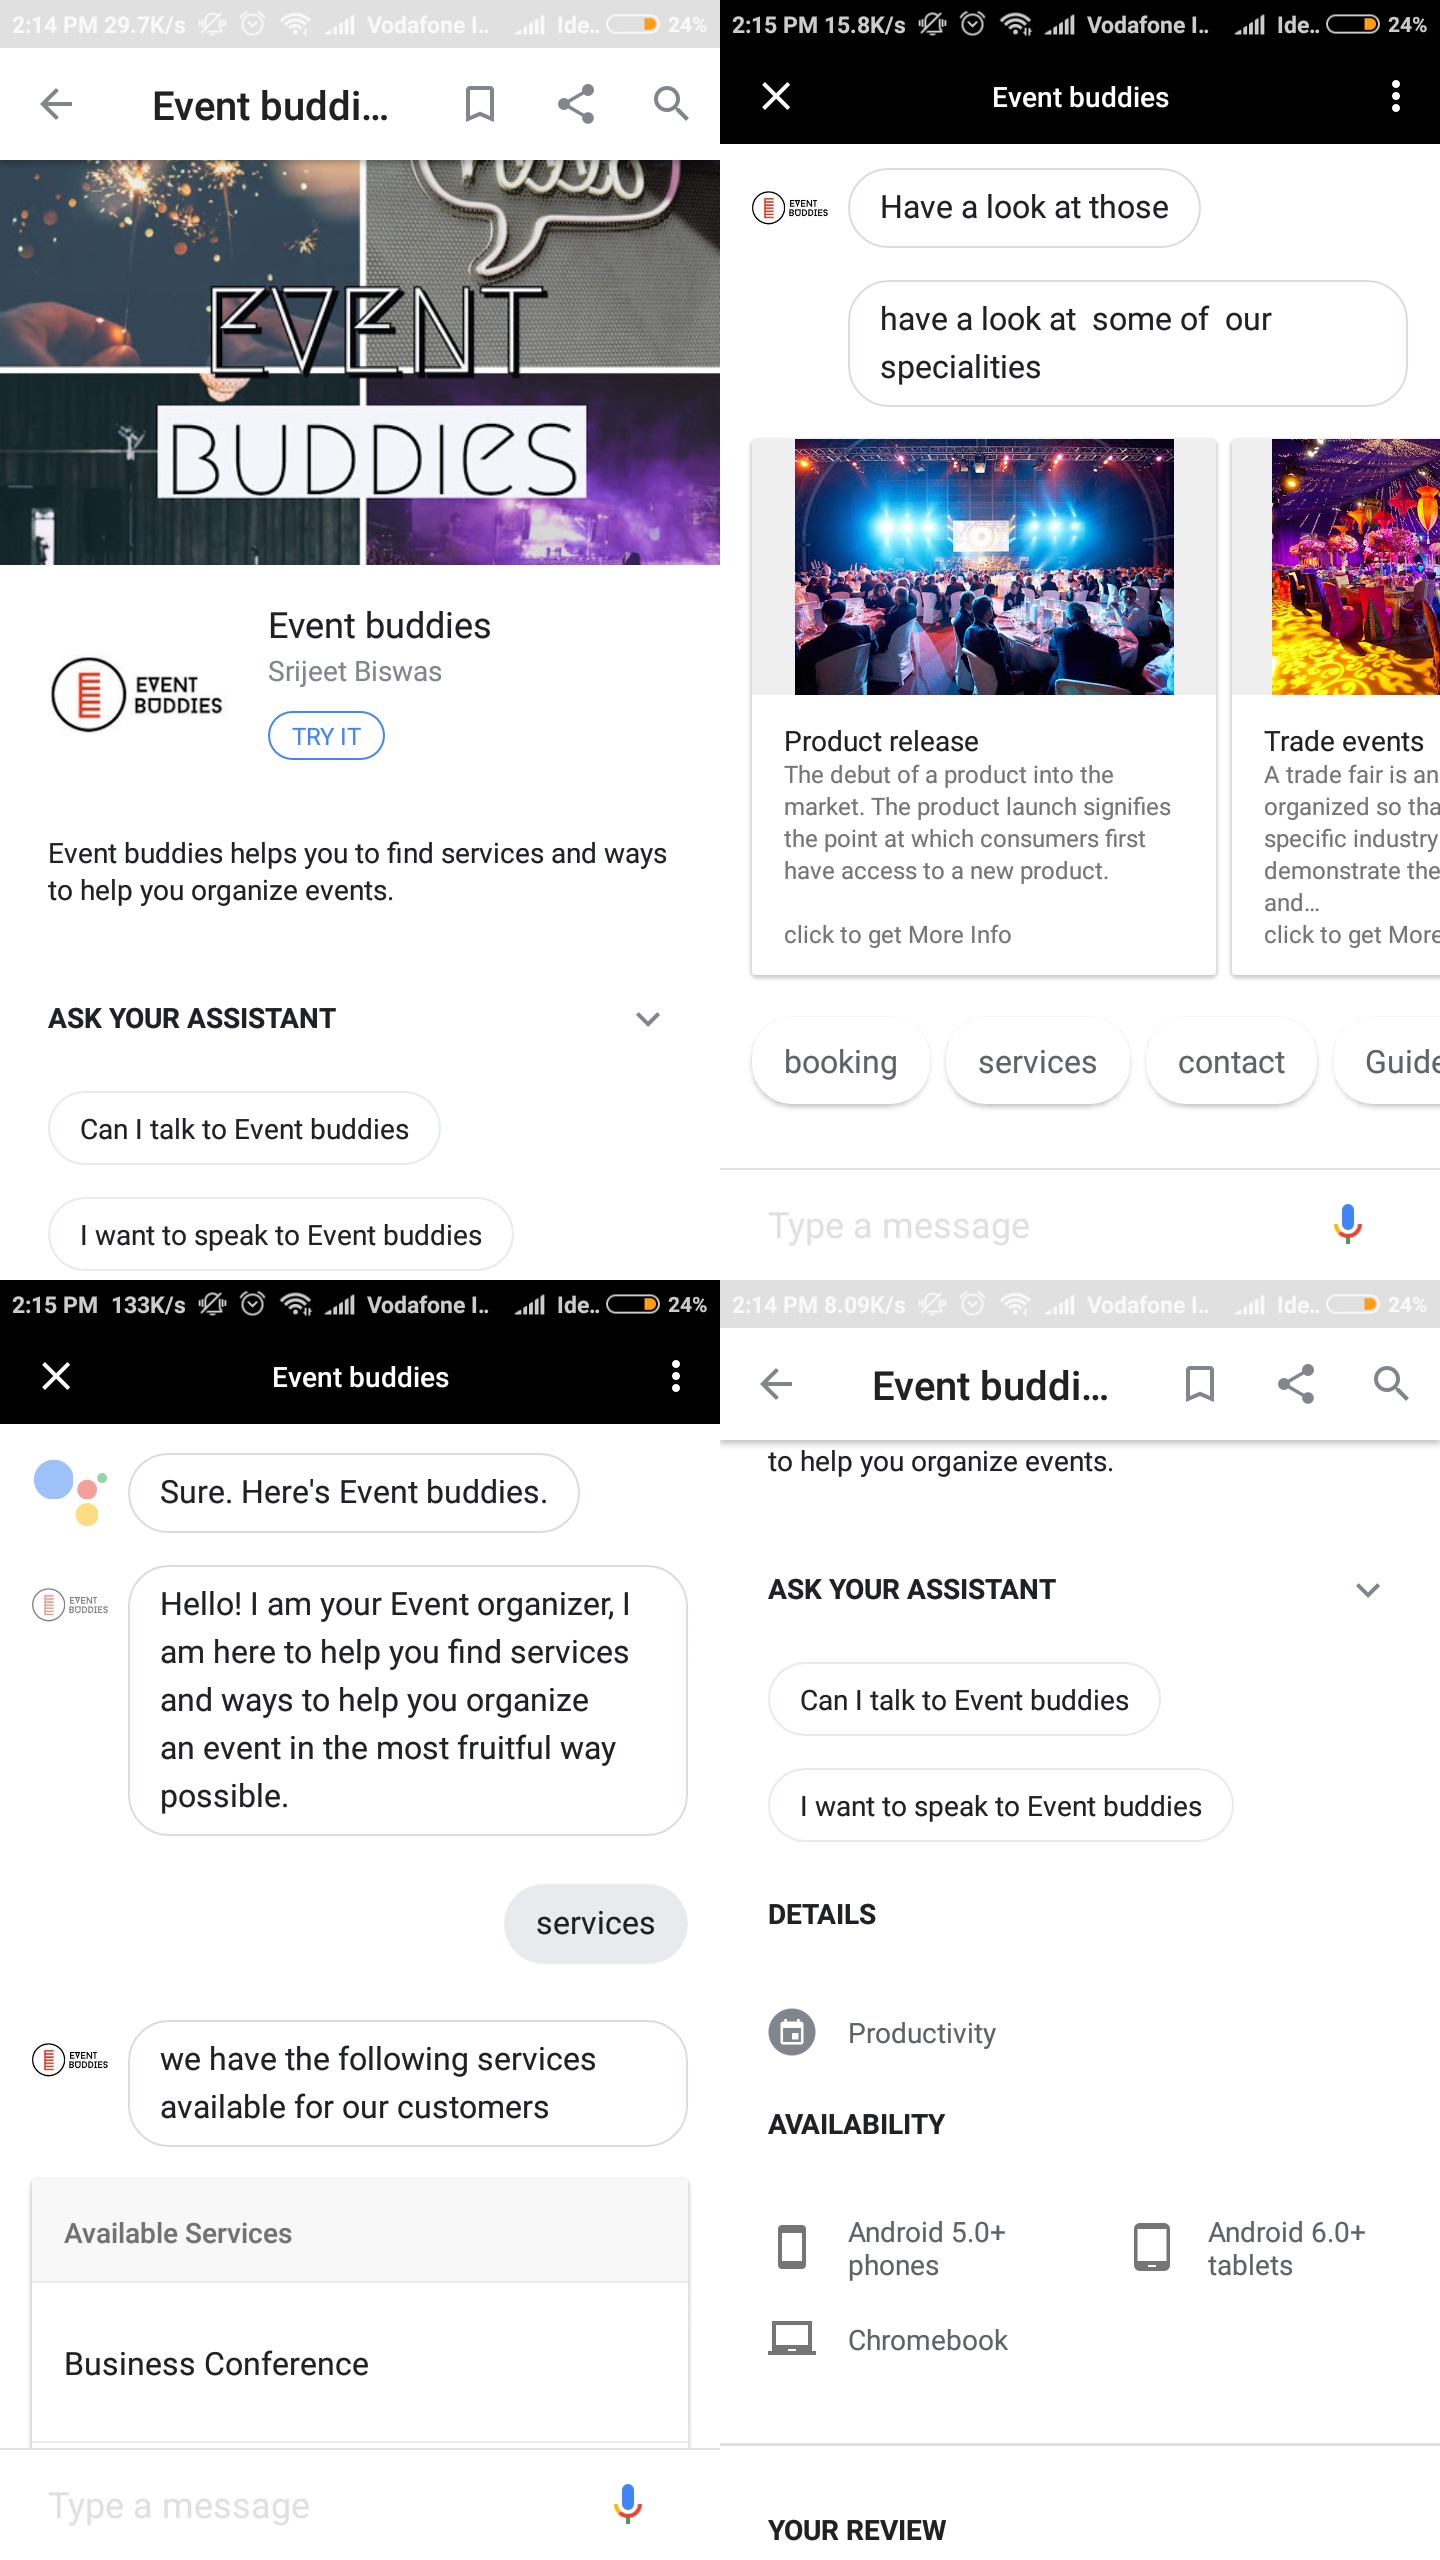 2:14 PM 29.7K/s Vodafone I.. Ide.. 24%
Event buddi...
Hello
EVENT
BUDDIES
EVENT
BUDDIES
Event buddies
Srijeet Biswas
TRY IT
Event buddies helps you to find services and ways
to help you organize events.
ASK YOUR ASSISTANT
Can I talk to Event buddies
I want to speak to Event buddies
2:15 PM 15.8K/s Vodafone I.. Ide.. 24%
Event buddies
EVENT
BUDDIES
Have a look at those
have a look at  some of  our
specialities
Product release
The debut of a product into the
market. The product launch signifies
the point at which consumers first
have access to a new product.
click to get More Info
Trade events
A trade fair is an
organized so tha
specific industry
demonstrate the
and...
click to get More
booking
services
contact
Guide
Type a message
2:15 PM 133K/s Vodafone I.. Ide.. 24%
Event buddies
Sure. Here's Event buddies.
EVENT
BUDDIES
Hello! I am your Event organizer, I
am here to help you find services
and ways to help you organize
an event in the most fruitful way
possible.
services
EVENT
BUDDIES
we have the following services
available for our customers
Available Services
Business Conference
Type a message
2:14 PM 8.09K/s Vodafone I.. Ide.. 24%
Event buddi...
to help you organize events.
ASK YOUR ASSISTANT
Can I talk to Event buddies
I want to speak to Event buddies
DETAILS
Productivity
AVAILABILITY
Android 5.0+
phones
Android 6.0+
tablets
Chromebook
YOUR REVIEW